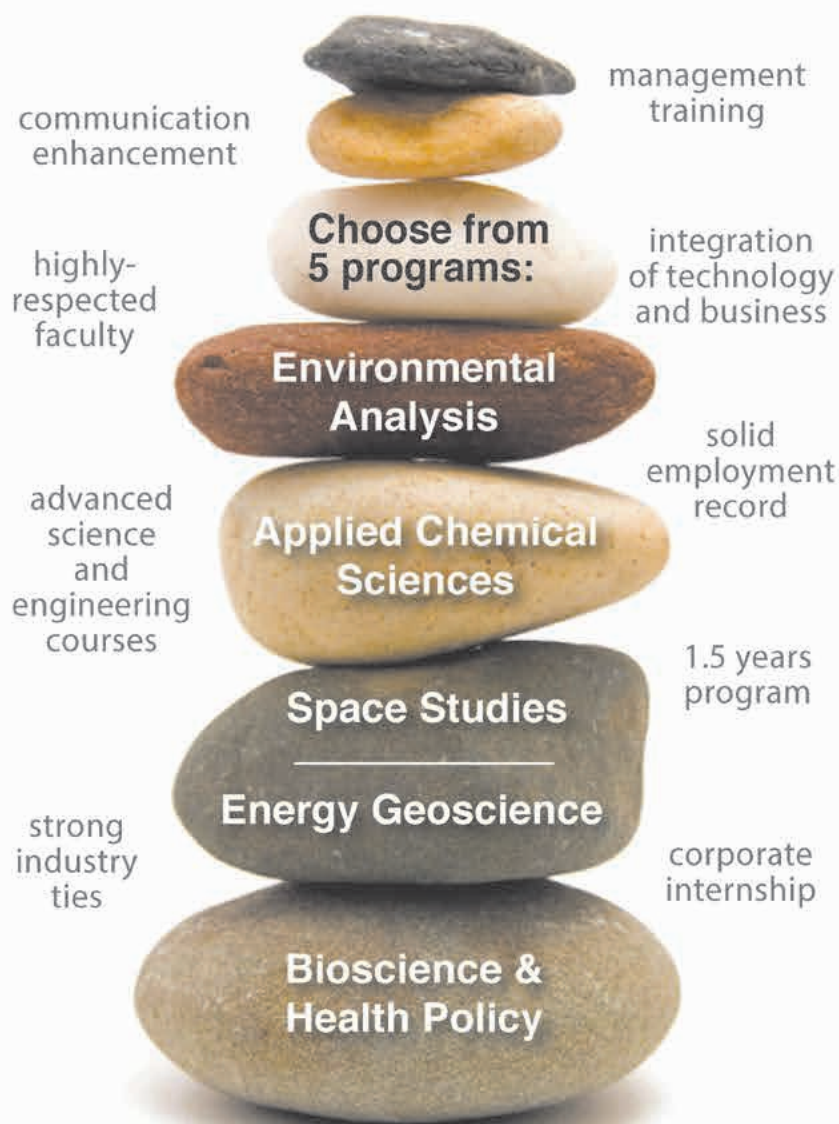 management
training
communication
enhancement
Choose from
5 programs:
highly-
respected
faculty
integration
of technology
and business
Environmental
Analysis
solid
employment
record
advanced
science
and
engineering
courses
Applied Chemical
Sciences
1.5 years
program
Space Studies
Energy Geoscience
strong
industry
ties
corporate
internship
Bioscience &
Health Policy